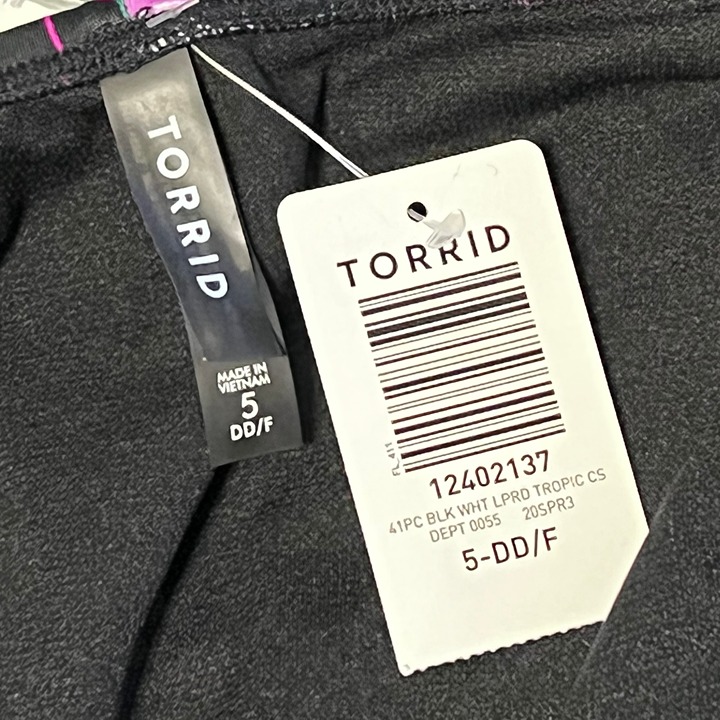 TORRID
MADE IN
VIETNAM
5
DD/F
TORRID
FL_411
12402137
41PC BLK WHT LPRD TROPIC CS
DEPT 0055 20SPR3
5-DD/F